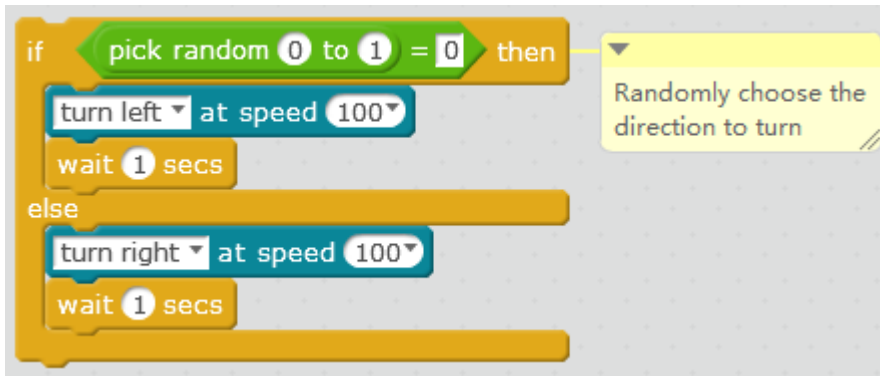 if pick random 0 to 1 = 0 then
turn left at speed 100
wait 1 secs
else
turn right at speed 100
wait 1 secs
Randomly choose the
direction to turn